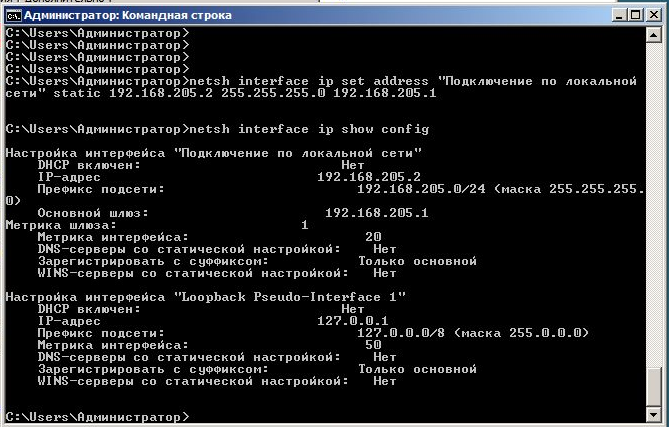 Администратор: Командная строка
C:\Users\Администратор>
C:\Users\Администратор>
C:\Users\Администратор>
C:\Users\Администратор>
C:\Users\Администратор>netsh interface ip set address "Подключение по локальной
сети" static 192.168.205.2 255.255.255.0 192.168.205.1
C:\Users\Администратор>netsh interface ip show config
Настройка интерфейса "Подключение по локальной сети"
DHCP включен: Нет
IP-адрес 192.168.205.2
Префикс подсети: 192.168.205.0/24 (маска 255.255.255.
0)
Основной шлюз: 192.168.205.1
Метрика шлюза: 1
Метрика интерфейса: 20
DNS-серверы со статической настройкой: Нет
Зарегистрировать с суффиксом: Только основной
WINS-серверы со статической настройкой: Нет
Настройка интерфейса "Loopback Pseudo-Interface 1"
DHCP включен: Нет
IP-адрес 127.0.0.1
Префикс подсети: 127.0.0.0/8 (маска 255.0.0.0)
Метрика интерфейса: 50
DNS-серверы со статической настройкой: Нет
Зарегистрировать с суффиксом: Только основной
WINS-серверы со статической настройкой: Нет
C:\Users\Администратор>